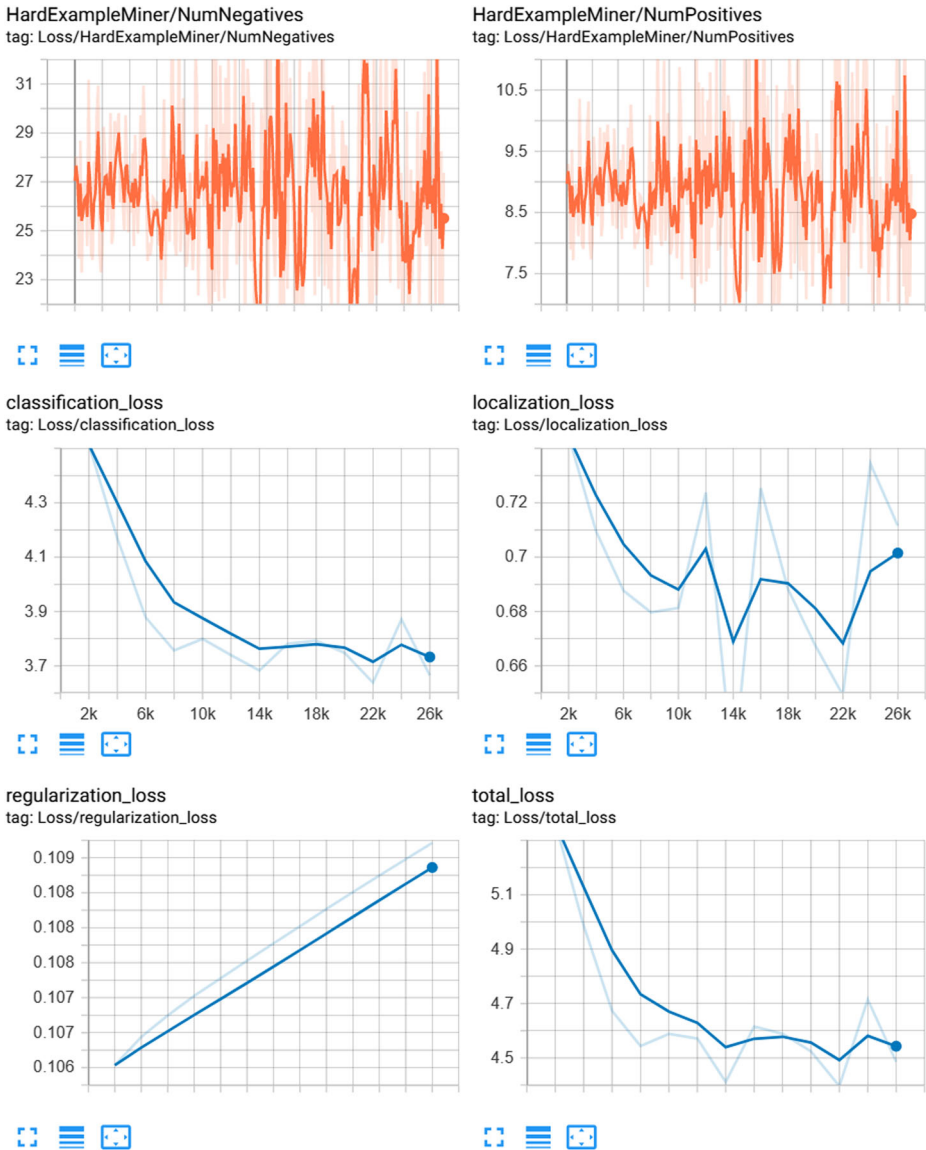 HardExampleMiner/NumNegatives
tag: Loss/HardExampleMiner/NumNegatives
31
29
27
25
23
HardExampleMiner/NumPositives
tag: Loss/HardExampleMiner/NumPositives
10.5
9.5
8.5
7.5
classification_loss
tag: Loss/classification_loss
4.3
4.1
3.9
3.7
2k 6k 10k 14k 18k 22k 26k
localization_loss
tag: Loss/localization_loss
0.72
0.7
0.68
0.66
2k 6k 10k 14k 18k 22k 26k
regularization_loss
tag: Loss/regularization_loss
0.109
0.108
0.108
0.108
0.107
0.107
0.106
total_loss
tag: Loss/total_loss
5.1
4.9
4.7
4.5